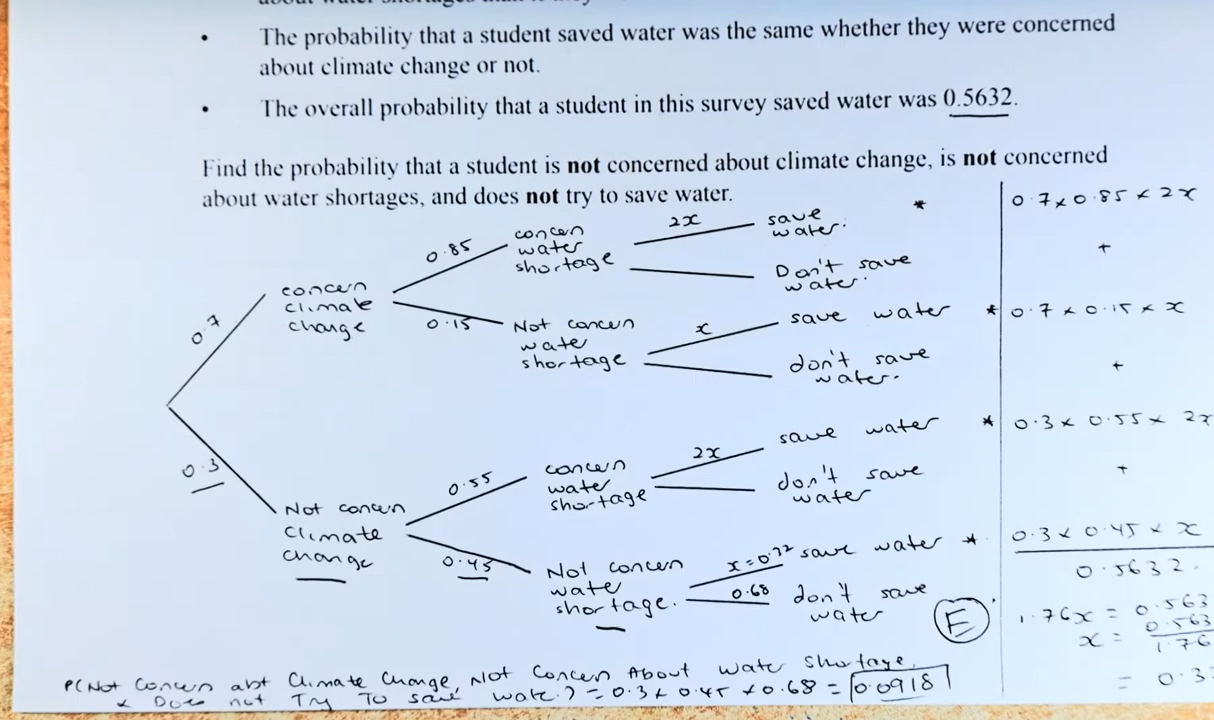 • The probability that a student saved water was the same whether they were concerned
about climate change or not.
• The overall probability that a student in this survey saved water was 0.5632.
Find the probability that a student is not concerned about climate change, is not concerned
about water shortages, and does not try to save water.
0.7
concern
climate
change
0.85
concen
water
shortage
2x
save
water.
*
0.7 x 0.85 x 2x
+
Don't save
water.
0.15
Not concen
water
shortage
x
save water
*
0.7 x 0.15 x x
+
don't save
water.
0.3
Not concern
Climate
change
0.55
concen
water
shortage
2x
save water
*
0.3 x 0.55 x 2x
+
don't save
water
0.45
Not concern
water
shortage.
x = 0.32
save water
*
0.3 x 0.45 x x
0.5632.
0.68
don't save
water
E
1.76x = 0.563
x = 0.563
1.76
= 0.3
P(Not Concern abt Climate Change Not Concern About water Shortage
& Does not Try To save water) = 0.3 x 0.45 x 0.68 = 0.0918